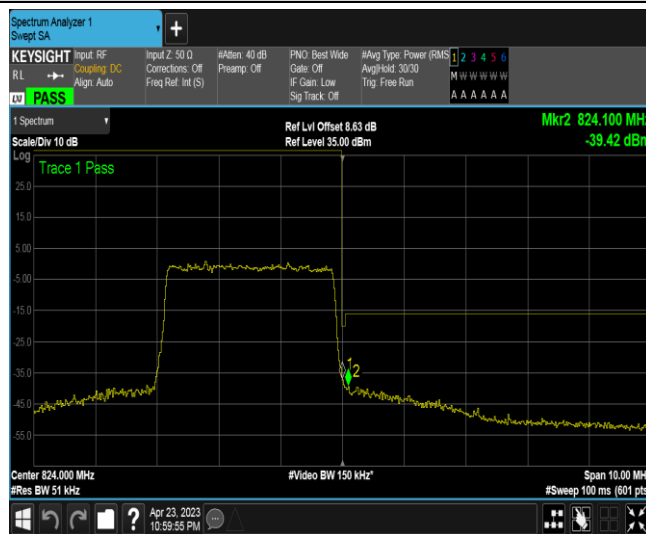 Spectrum Analyzer 1
Swept SA
+
KEYSIGHT
RL
LXI PASS
Input: RF
Coupling: DC
Align: Auto
Input Z: 50 Ω
Corrections: Off
Freq Ref: Int (S)
#Atten: 40 dB
Preamp: Off
PNO: Best Wide
Gate: Off
IF Gain: Low
Sig Track: Off
#Avg Type: Power (RMS
Avg|Hold: 30/30
Trig: Free Run
1 2 3 4 5 6
M W W W W W
A A A A A A
1 Spectrum
Scale/Div 10 dB
Ref Lvl Offset 8.63 dB
Ref Level 35.00 dBm
Mkr2 824.100 MHz
-39.42 dBm
Log
Trace 1 Pass
25.0
15.0
5.00
-5.00
-15.0
-25.0
-35.0
-45.0
-55.0
1
2
Center 824.000 MHz
#Res BW 51 kHz
#Video BW 150 kHz*
Span 10.00 MH
#Sweep 100 ms (601 pts
?
Apr 23, 2023
10:59:55 PM